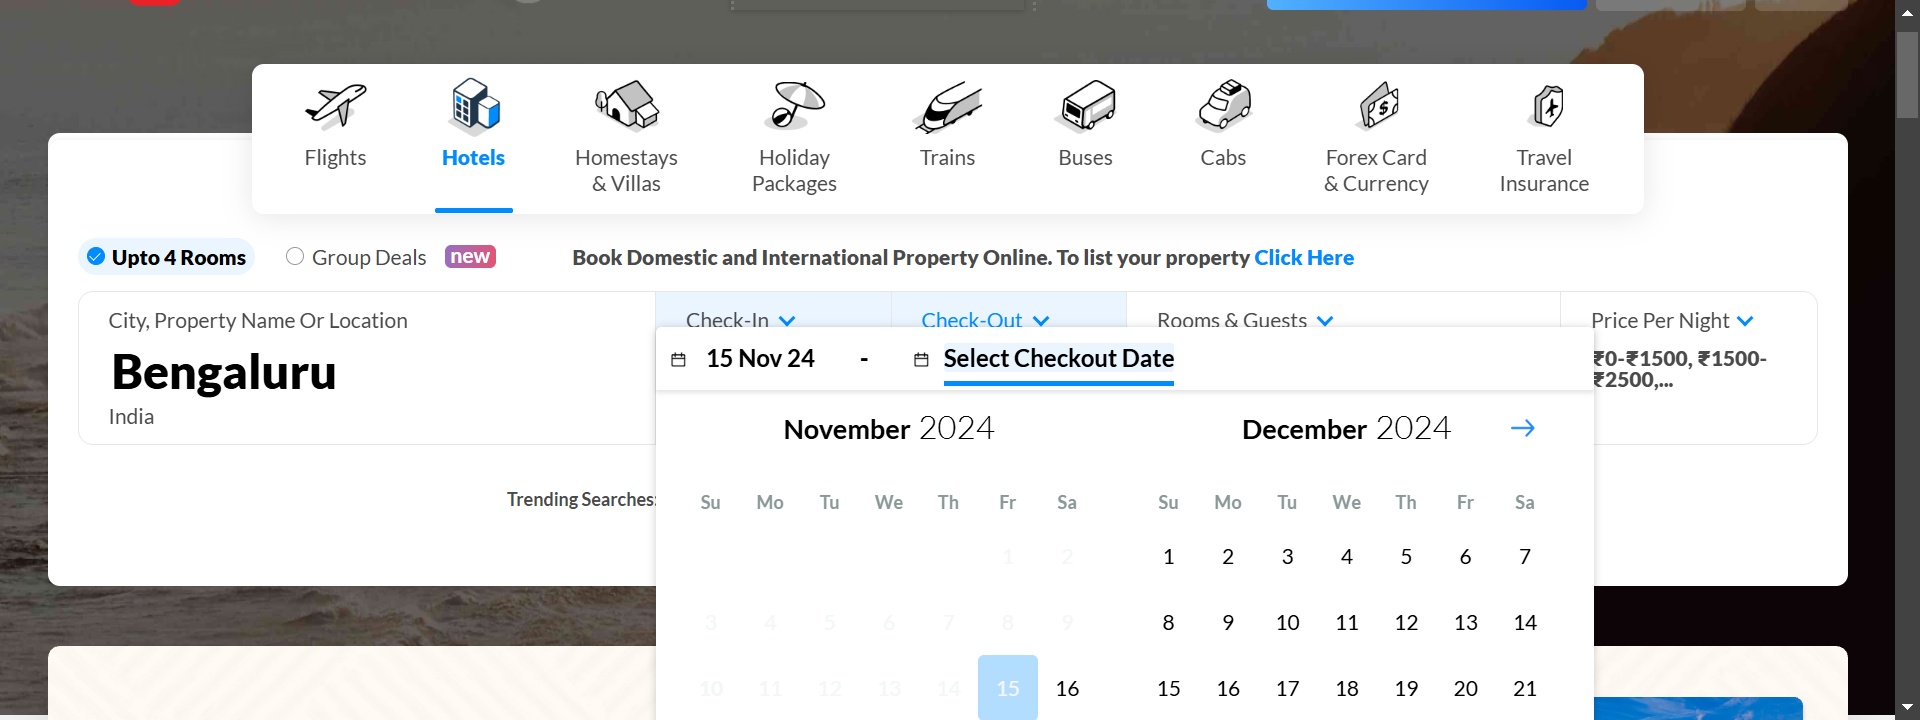 Flights
Hotels
Homestays
& Villas
Holiday
Packages
Trains
Buses
Cabs
Forex Card
& Currency
Travel
Insurance
Upto 4 Rooms
Group Deals
new
Book Domestic and International Property Online. To list your property Click Here
City, Property Name Or Location
Bengaluru
India
Check-In
Check-Out
Rooms & Guests
Price Per Night
₹0-₹1500, ₹1500-
₹2500,...
15 Nov 24 - Select Checkout Date
Trending Searches:
November 2024
Su Mo Tu We Th Fr Sa
1 2
3 4 5 6 7 8 9
10 11 12 13 14 15 16
December 2024
Su Mo Tu We Th Fr Sa
1 2 3 4 5 6 7
8 9 10 11 12 13 14
15 16 17 18 19 20 21